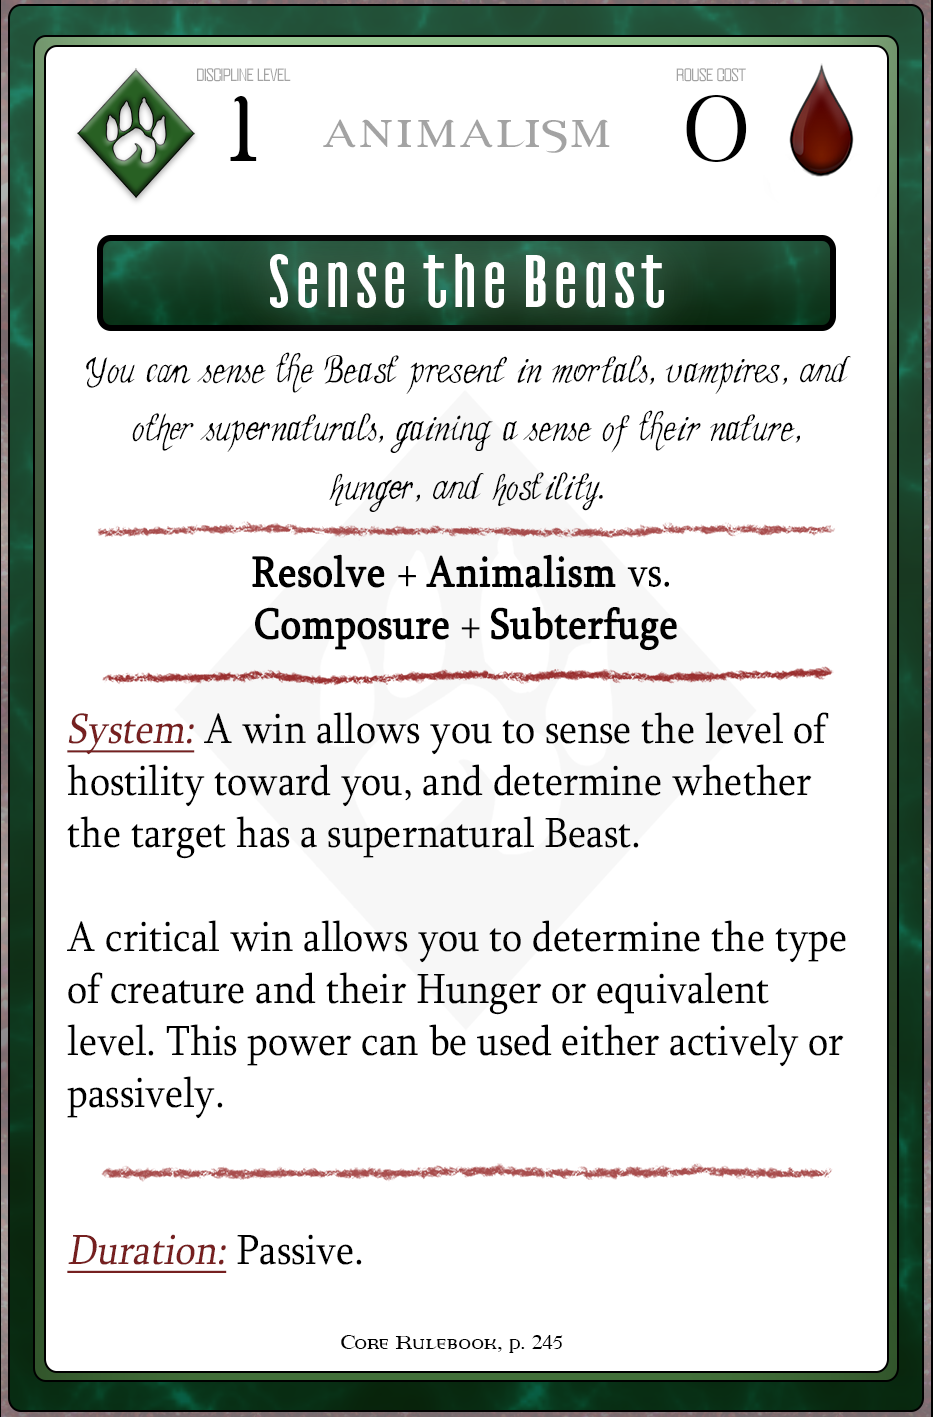 DISCIPLINE LEVEL
ROUSE COST
1
ANIMALISM
0
Sense the Beast
You can sense the Beast present in mortals, vampires, and
other supernaturals, gaining a sense of their nature,
hunger, and hostility.
Resolve + Animalism vs.
Composure + Subterfuge
System: A win allows you to sense the level of
hostility toward you, and determine whether
the target has a supernatural Beast.
A critical win allows you to determine the type
of creature and their Hunger or equivalent
level. This power can be used either actively or
passively.
Duration: Passive.
Core Rulebook, p. 245